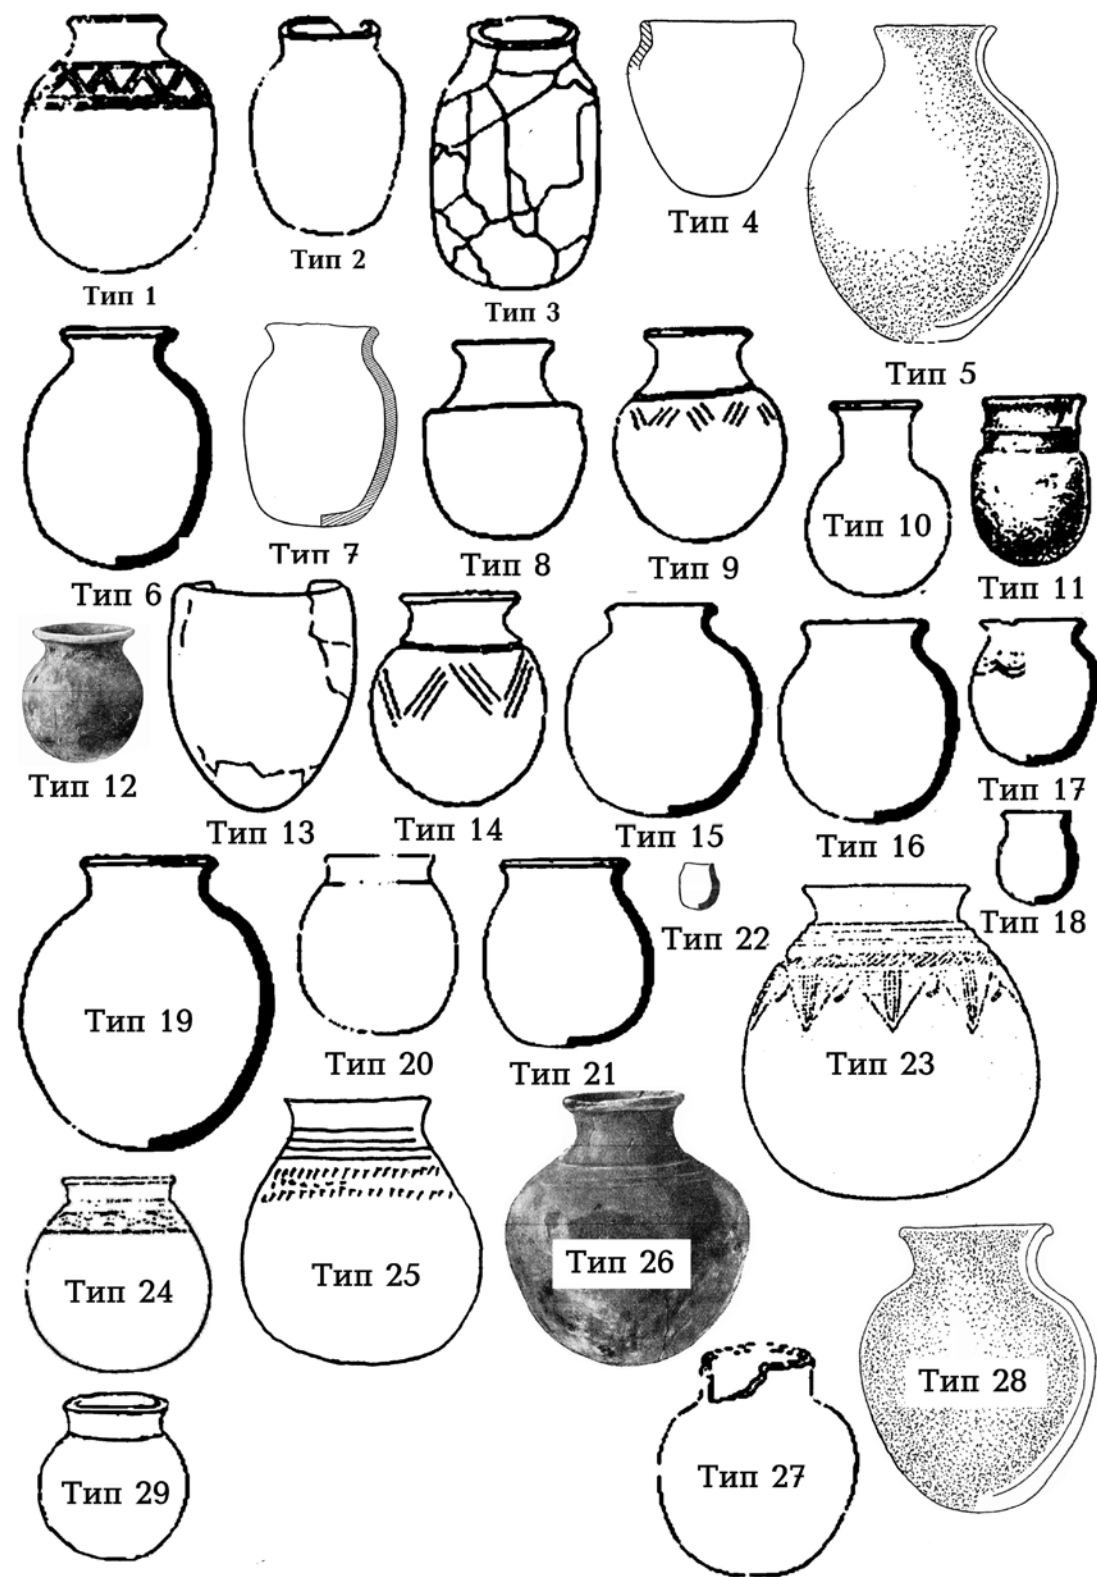 Тип 1
Тип 2
Тип 3
Тип 4
Тип 5
Тип 6
Тип 7
Тип 8
Тип 9
Тип 10
Тип 11
Тип 12
Тип 13
Тип 14
Тип 15
Тип 16
Тип 17
Тип 18
Тип 19
Тип 20
Тип 21
Тип 22
Тип 23
Тип 24
Тип 25
Тип 26
Тип 27
Тип 28
Тип 29